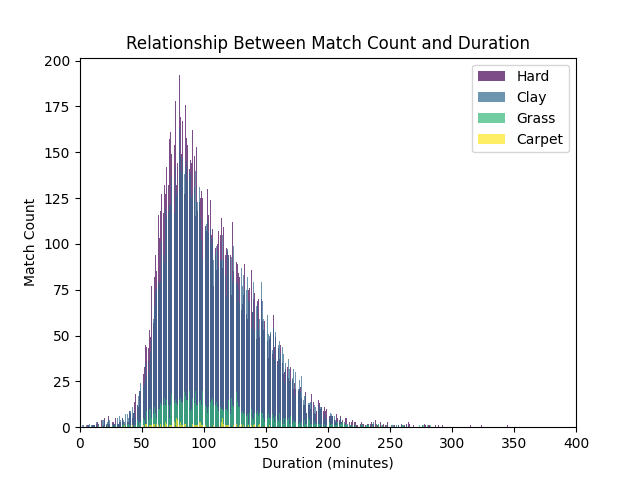 Relationship Between Match Count and Duration
Hard
Clay
Grass
Carpet
Match Count
200
175
150
125
100
75
50
25
0
0 50 100 150 200 250 300 350 400
Duration (minutes)